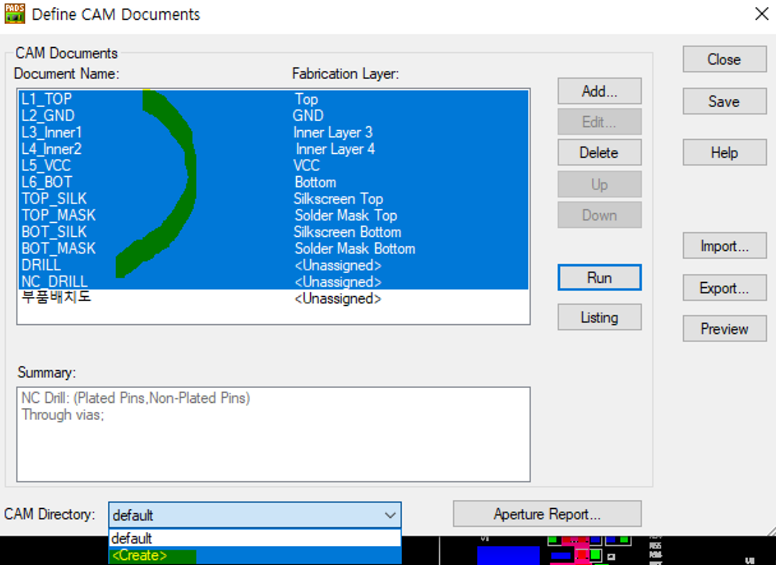 PADS
Define CAM Documents
CAM Documents
Document Name: Fabrication Layer:
L1_TOP Top
L2_GND GND
L3_Inner1 Inner Layer 3
L4_Inner2 Inner Layer 4
L5_VCC VCC
L6_BOT Bottom
TOP_SILK Silkscreen Top
TOP_MASK Solder Mask Top
BOT_SILK Silkscreen Bottom
BOT_MASK Solder Mask Bottom
DRILL <Unassigned>
NC_DRILL <Unassigned>
부품배치도 <Unassigned>
Add...
Edit...
Delete
Up
Down
Run
Listing
Close
Save
Help
Import...
Export...
Preview
Summary:
NC Drill: (Plated Pins,Non-Plated Pins)
Through vias;
CAM Directory: default
Aperture Report...
default
<Create>